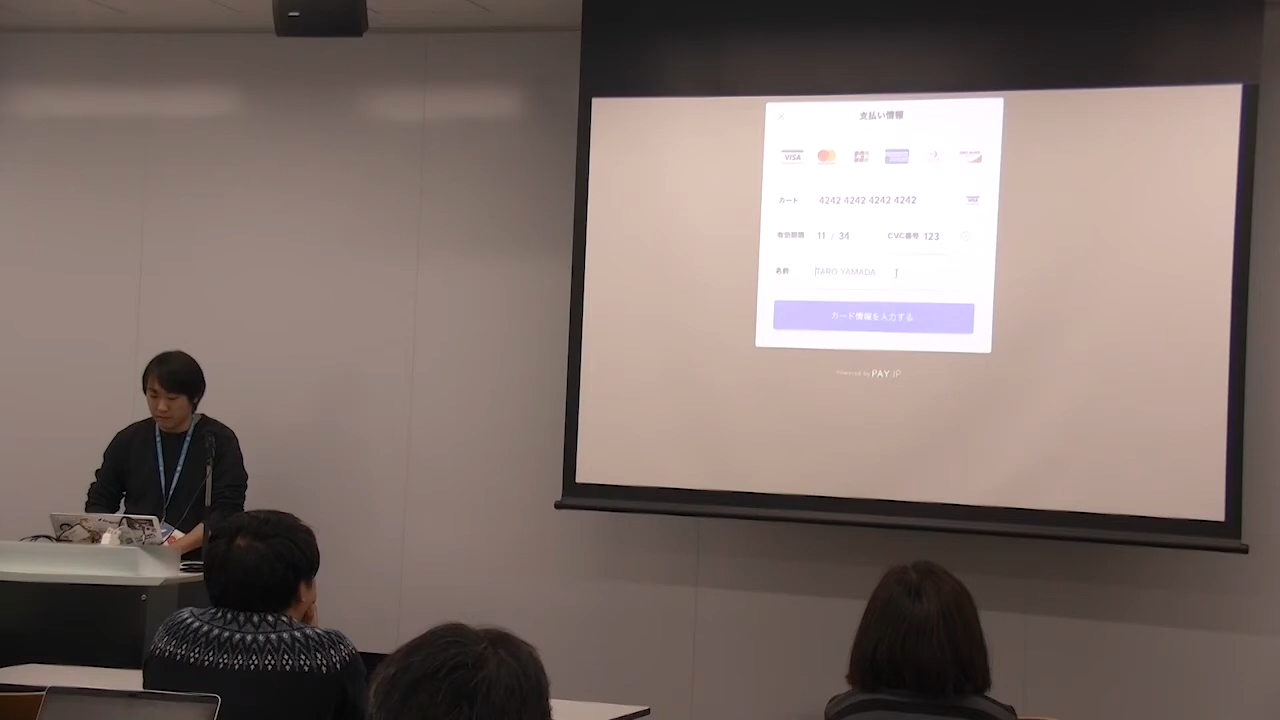 支払い情報
VISA
カード 4242 4242 4242 4242 VISA
有効期限 11 / 34 CVC番号 123
名前 TARO YAMADA
カード情報を入力する
Powered by PAY.JP